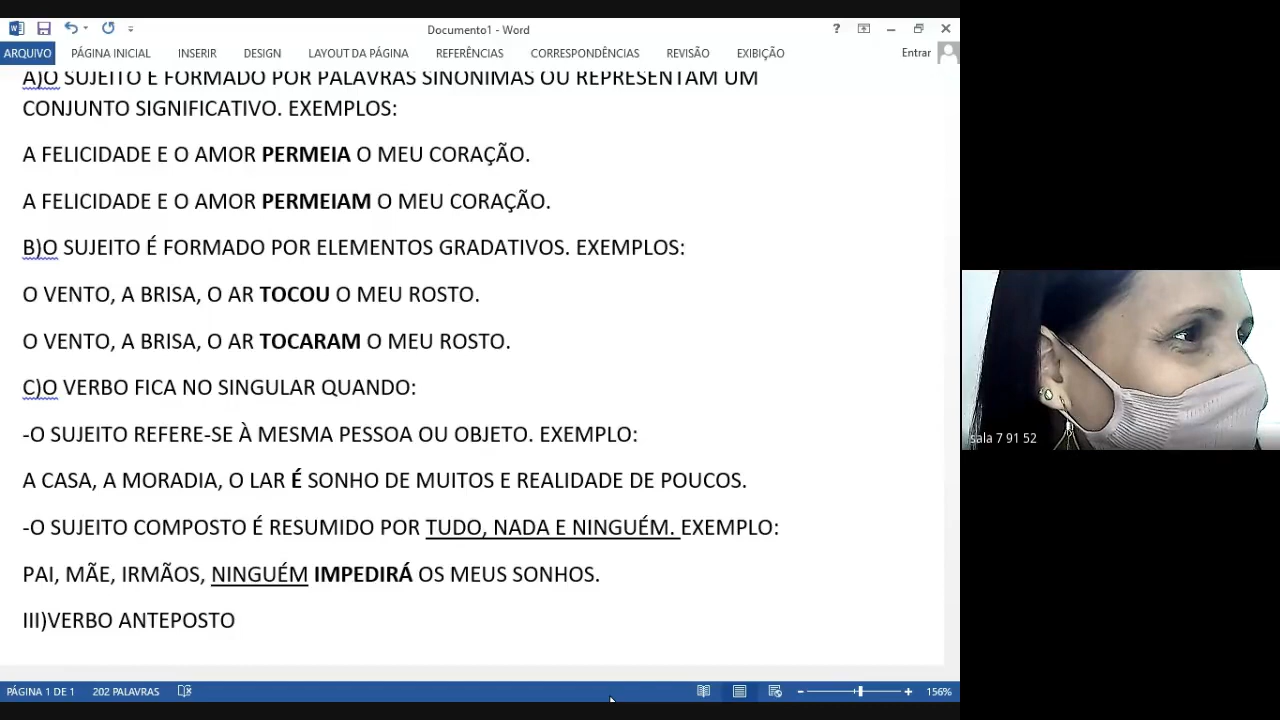 Documento1 - Word
?
ARQUIVO PÁGINA INICIAL INSERIR DESIGN LAYOUT DA PÁGINA REFERÊNCIAS CORRESPONDÊNCIAS REVISÃO EXIBIÇÃO Entrar
A)O SUJEITO É FORMADO POR PALAVRAS SINÔNIMAS OU REPRESENTAM UM
CONJUNTO SIGNIFICATIVO. EXEMPLOS:
A FELICIDADE E O AMOR PERMEIA O MEU CORAÇÃO.
A FELICIDADE E O AMOR PERMEIAM O MEU CORAÇÃO.
B)O SUJEITO É FORMADO POR ELEMENTOS GRADATIVOS. EXEMPLOS:
O VENTO, A BRISA, O AR TOCOU O MEU ROSTO.
O VENTO, A BRISA, O AR TOCARAM O MEU ROSTO.
C)O VERBO FICA NO SINGULAR QUANDO:
-O SUJEITO REFERE-SE À MESMA PESSOA OU OBJETO. EXEMPLO:
A CASA, A MORADIA, O LAR É SONHO DE MUITOS E REALIDADE DE POUCOS.
-O SUJEITO COMPOSTO É RESUMIDO POR TUDO, NADA E NINGUÉM. EXEMPLO:
PAI, MÃE, IRMÃOS, NINGUÉM IMPEDIRÁ OS MEUS SONHOS.
III)VERBO ANTEPOSTO
PÁGINA 1 DE 1 202 PALAVRAS 156%
sala 7 91 52